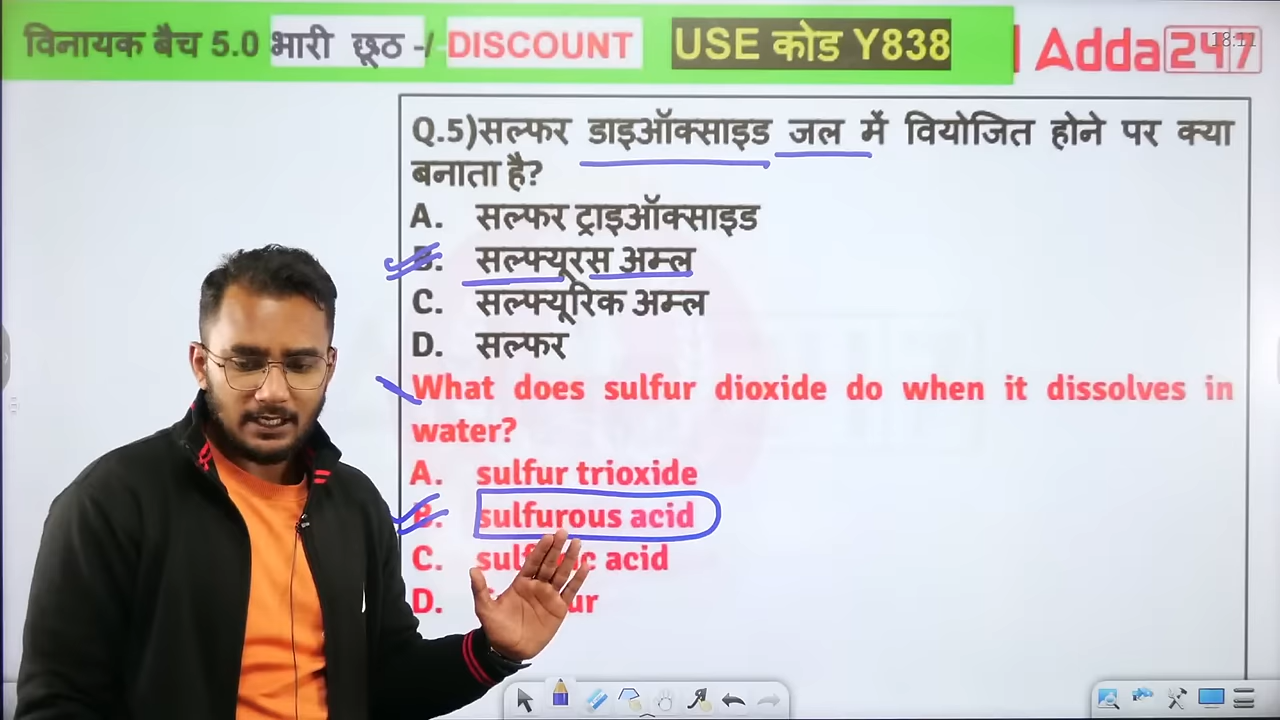 विनायक बैच 5.0 भारी छूठ -/ DISCOUNT USE कोड Y838 Adda247
18:11
Q.5)सल्फर डाइऑक्साइड जल में वियोजित होने पर क्या
बनाता है?
A. सल्फर ट्राइऑक्साइड
B. सल्फ्यूरस अम्ल
C. सल्फ्यूरिक अम्ल
D. सल्फर
What does sulfur dioxide do when it dissolves in
water?
A. sulfur trioxide
B. sulfurous acid
C. acid
D.